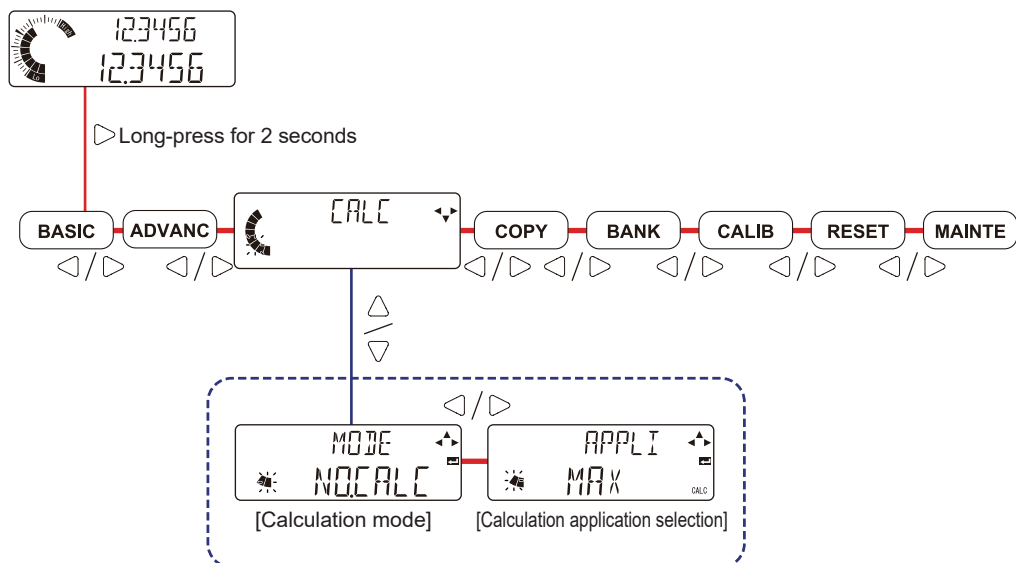 12.3456
12.3456
Lo
Long-press for 2 seconds
BASIC
ADVANC
CALC
COPY
BANK
CALIB
RESET
MAINTE
MODE
NO.CALC
APPLI
MAX
CALC
[Calculation mode]
[Calculation application selection]